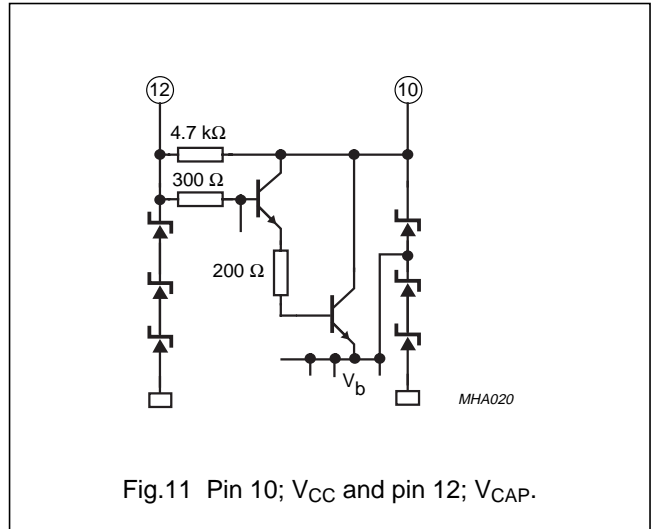 12 10
4.7 kΩ
300 Ω
200 Ω
Vb
MHA020
Fig.11 Pin 10; VCC and pin 12; VCAP.